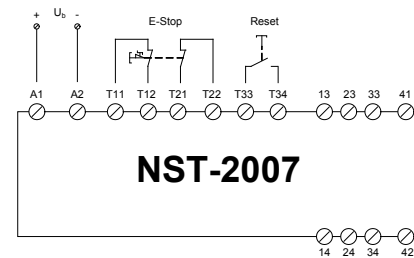 + Ub - E-Stop Reset
A1 A2 T11 T12 T21 T22 T33 T34 13 23 33 41
NST-2007
14 24 34 42